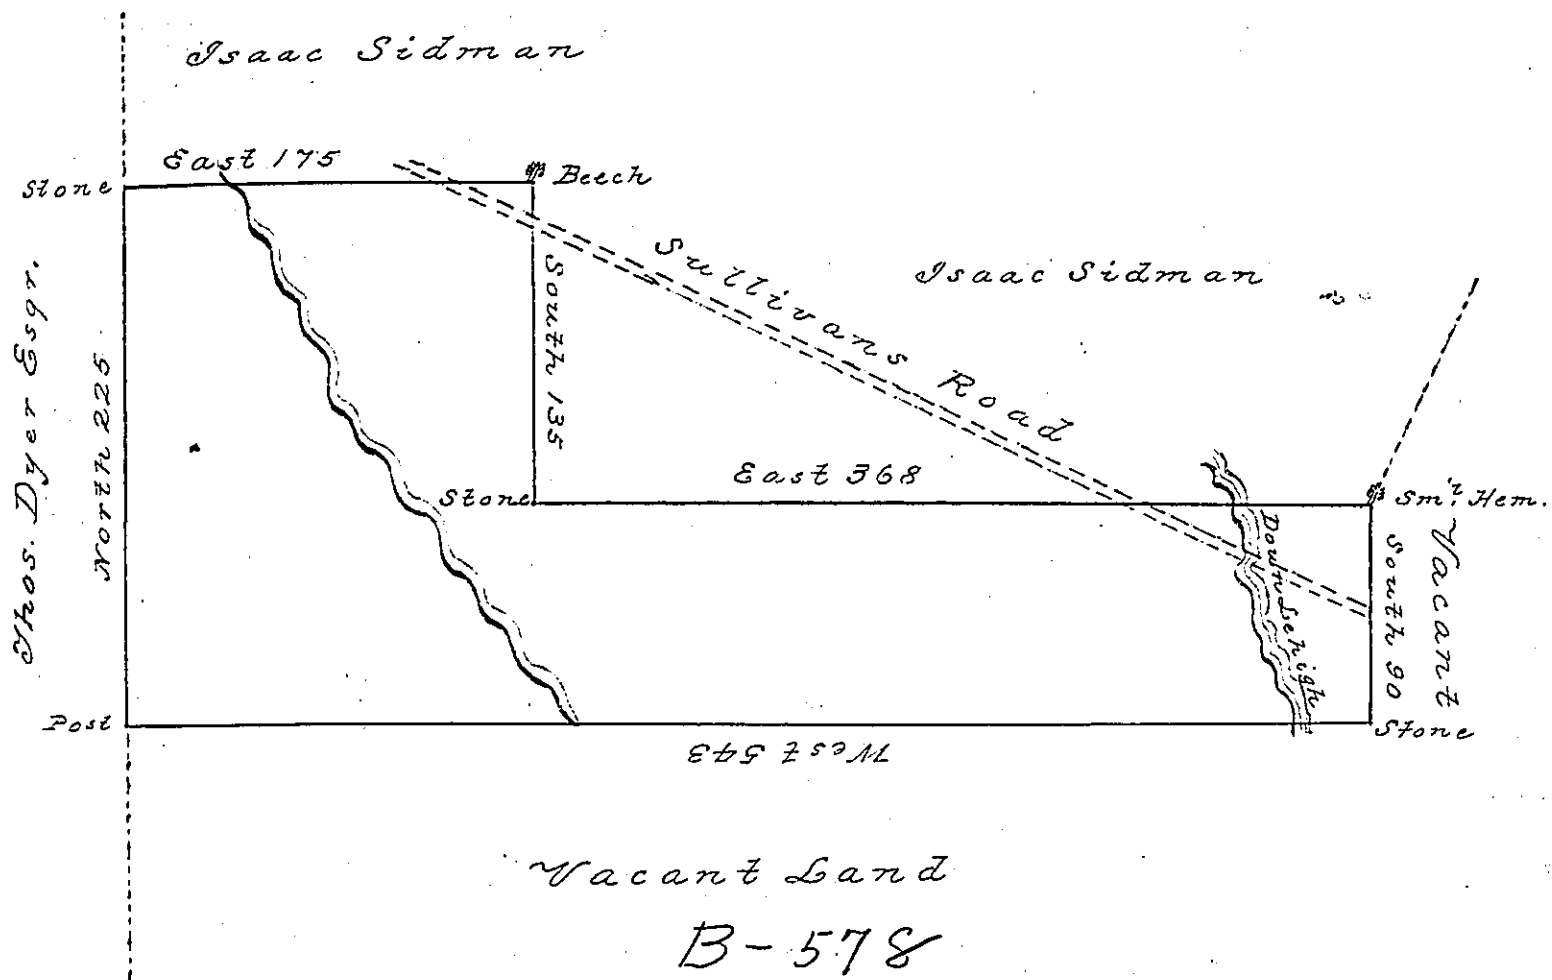 Isaac Sidman
East 175
Beech
Stone
Thos. Dyer Esqr.
North 225
South 135
Sullivans Road
Isaac Sidman
East 368
Stone
Sm'l. Hem.
Down Lehigh
South 90
Vacant
Post
Stone
West 543
Vacant Land
B-578